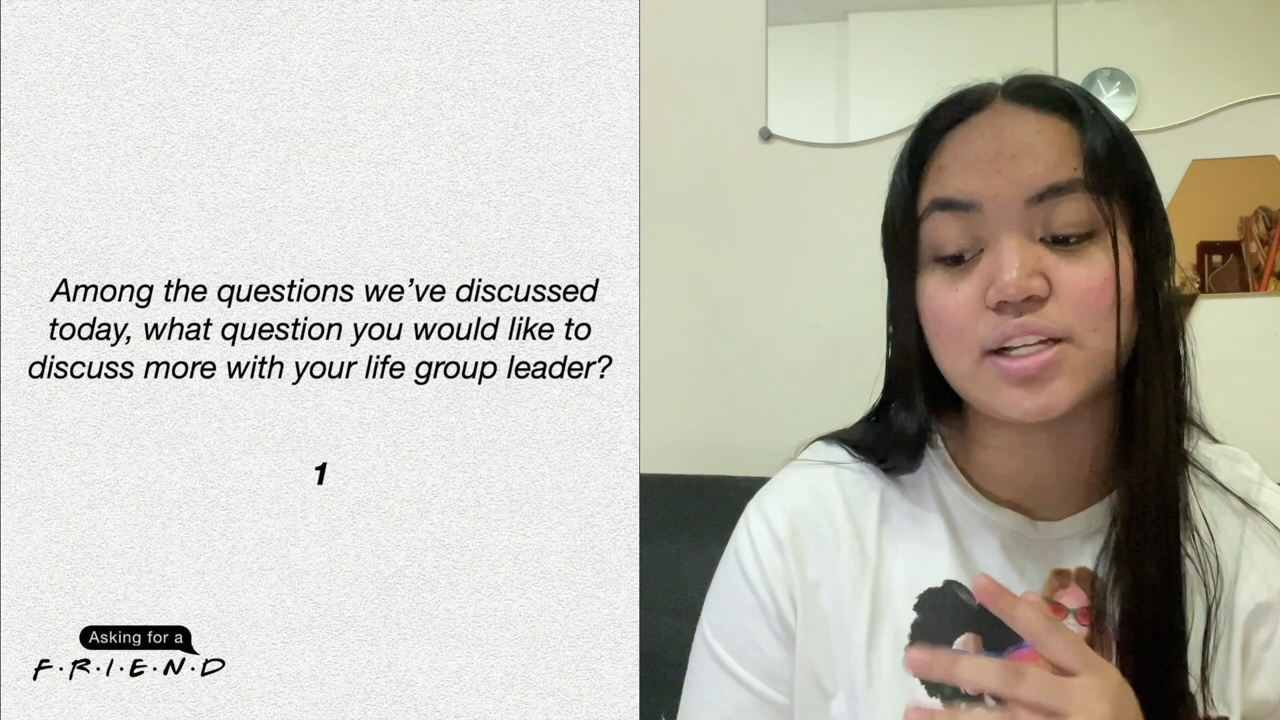 Among the questions we’ve discussed
today, what question you would like to
discuss more with your life group leader?
1
Asking for a
F·R·I·E·N·D